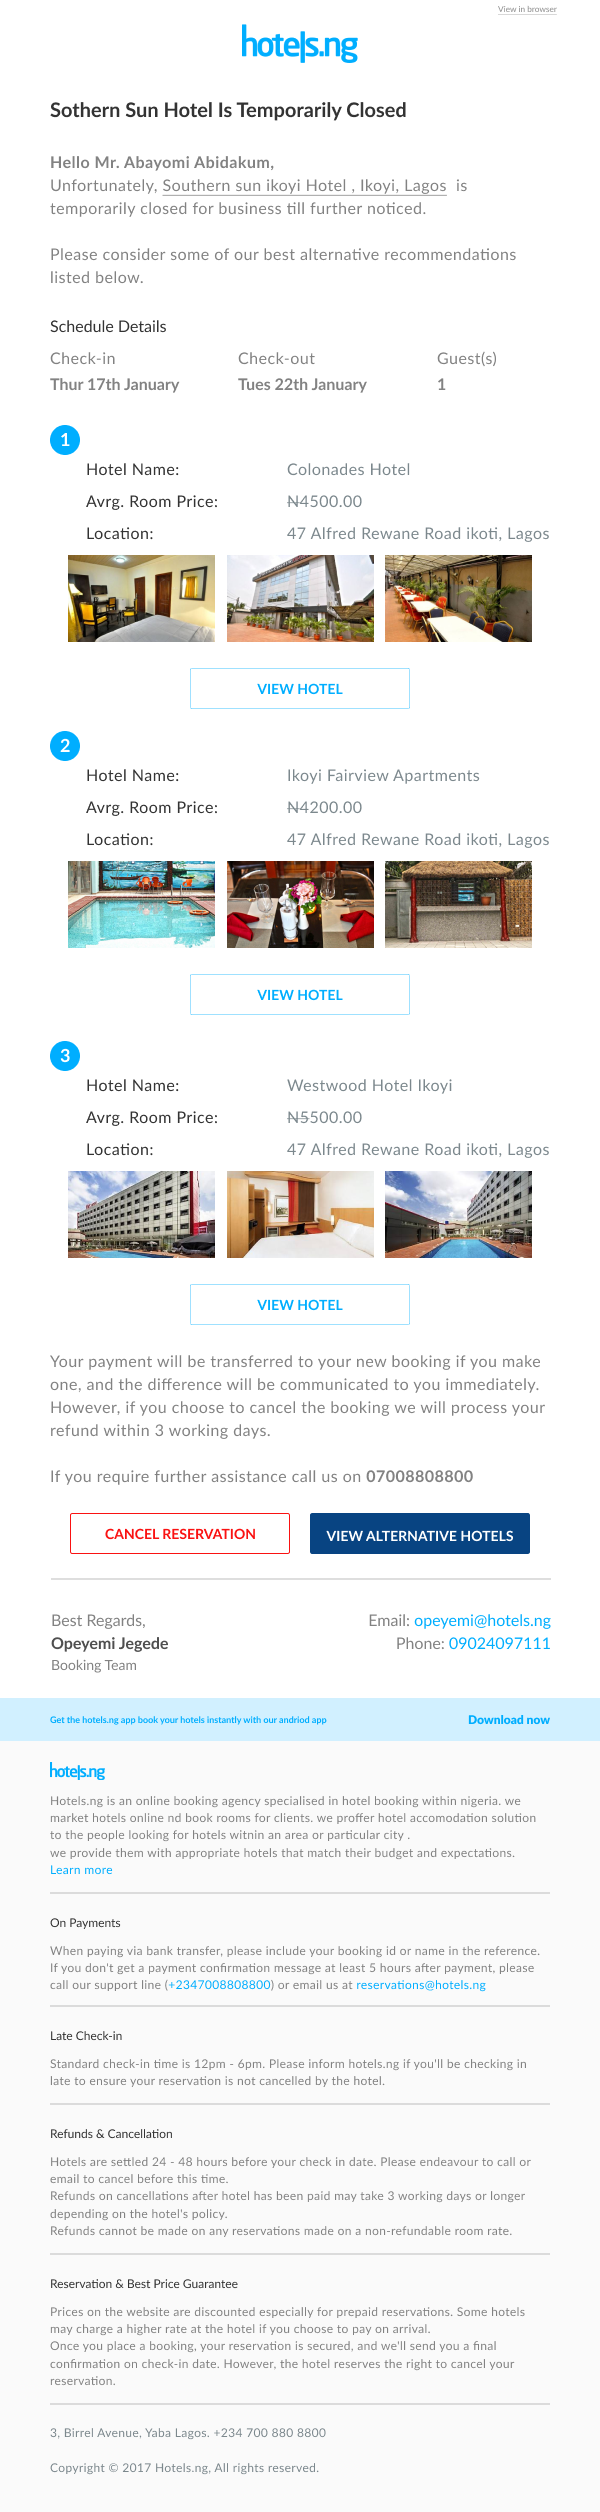 View in browser
hotels.ng
Sothern Sun Hotel Is Temporarily Closed
Hello Mr. Abayomi Abidakum,
Unfortunately, Southern sun ikoyi Hotel , Ikoyi, Lagos is
temporarily closed for business till further noticed.
Please consider some of our best alternative recommendations
listed below.
Schedule Details
Check-in Check-out Guest(s)
Thur 17th January Tues 22th January 1
1
Hotel Name: Colonades Hotel
Avrg. Room Price: N4500.00
Location: 47 Alfred Rewane Road ikoti, Lagos
VIEW HOTEL
2
Hotel Name: Ikoyi Fairview Apartments
Avrg. Room Price: N4200.00
Location: 47 Alfred Rewane Road ikoti, Lagos
VIEW HOTEL
3
Hotel Name: Westwood Hotel Ikoyi
Avrg. Room Price: N5500.00
Location: 47 Alfred Rewane Road ikoti, Lagos
VIEW HOTEL
Your payment will be transferred to your new booking if you make
one, and the difference will be communicated to you immediately.
However, if you choose to cancel the booking we will process your
refund within 3 working days.
If you require further assistance call us on 07008808800
CANCEL RESERVATION VIEW ALTERNATIVE HOTELS
Best Regards, Email: opeyemi@hotels.ng
Opeyemi Jegede Phone: 09024097111
Booking Team
Get the hotels.ng app book your hotels instantly with our andriod app Download now
hotels.ng
Hotels.ng is an online booking agency specialised in hotel booking within nigeria. we
market hotels online nd book rooms for clients. we proffer hotel accomodation solution
to the people looking for hotels witnin an area or particular city .
we provide them with appropriate hotels that match their budget and expectations.
Learn more
On Payments
When paying via bank transfer, please include your booking id or name in the reference.
If you don't get a payment confirmation message at least 5 hours after payment, please
call our support line (+2347008808800) or email us at reservations@hotels.ng
Late Check-in
Standard check-in time is 12pm - 6pm. Please inform hotels.ng if you'll be checking in
late to ensure your reservation is not cancelled by the hotel.
Refunds & Cancellation
Hotels are settled 24 - 48 hours before your check in date. Please endeavour to call or
email to cancel before this time.
Refunds on cancellations after hotel has been paid may take 3 working days or longer
depending on the hotel's policy.
Refunds cannot be made on any reservations made on a non-refundable room rate.
Reservation & Best Price Guarantee
Prices on the website are discounted especially for prepaid reservations. Some hotels
may charge a higher rate at the hotel if you choose to pay on arrival.
Once you place a booking, your reservation is secured, and we'll send you a final
confirmation on check-in date. However, the hotel reserves the right to cancel your
reservation.
3, Birrel Avenue, Yaba Lagos. +234 700 880 8800
Copyright © 2017 Hotels.ng, All rights reserved.